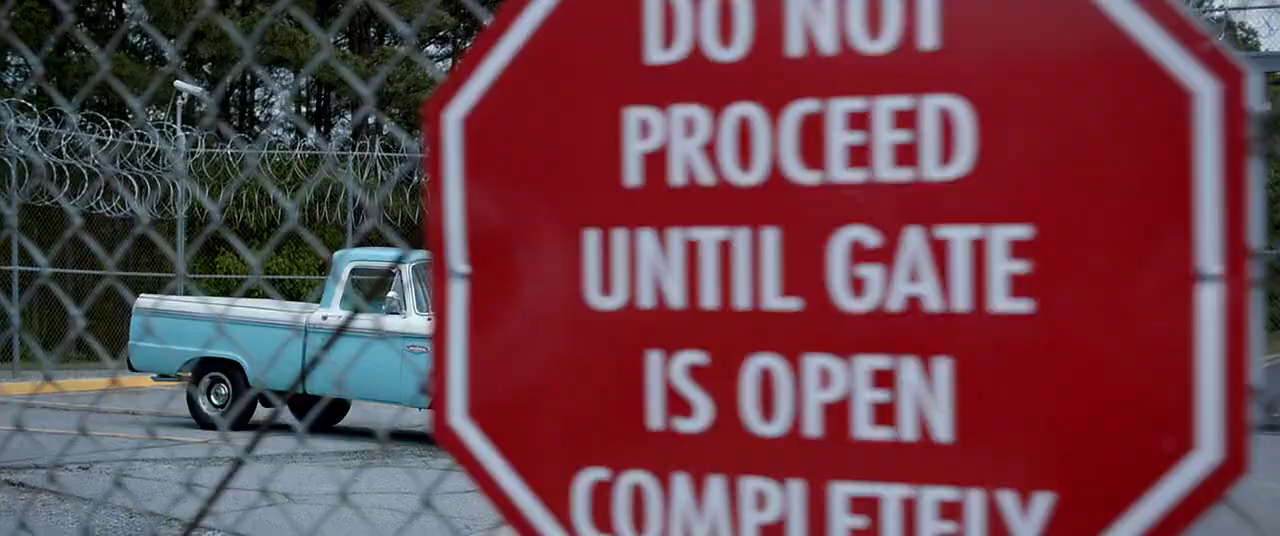 DO NOT
PROCEED
UNTIL GATE
IS OPEN
COMPLETELY